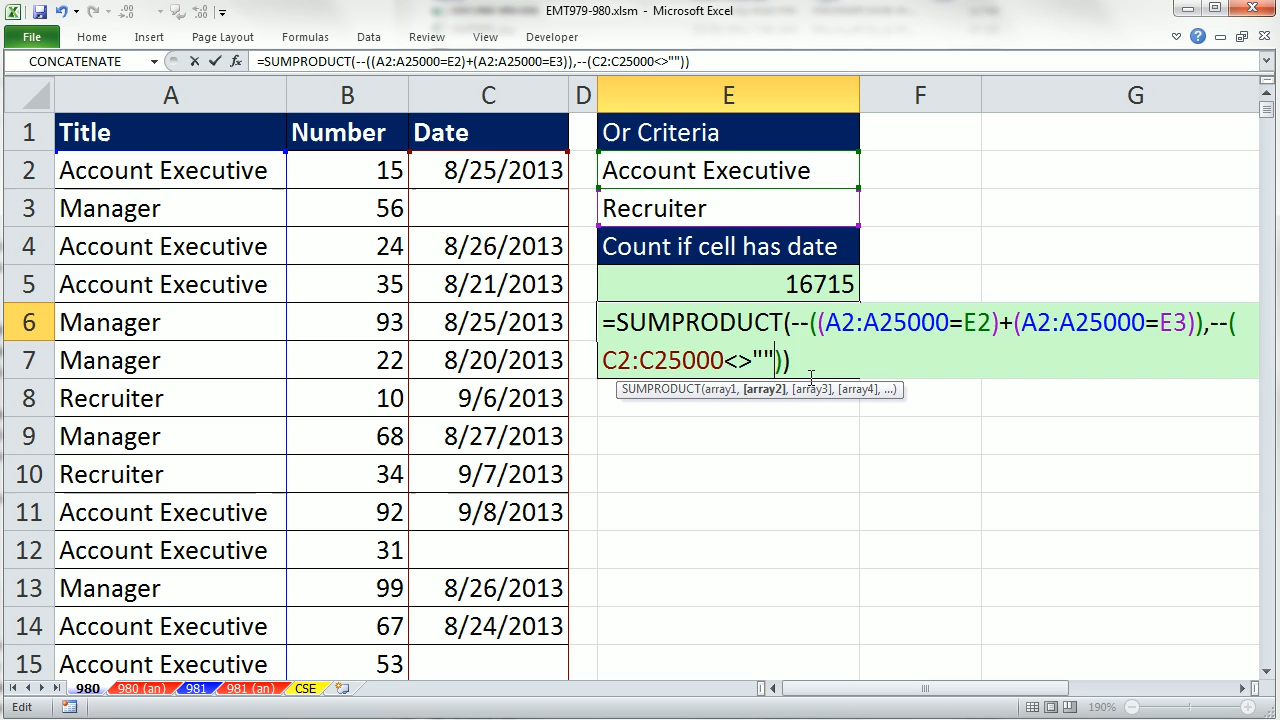 EMT979-980.xlsm - Microsoft Excel
File Home Insert Page Layout Formulas Data Review View Developer
CONCATENATE fx =SUMPRODUCT(--((A2:A25000=E2)+(A2:A25000=E3)),--(C2:C25000<>""))
A B C D E F G
1 Title Number Date Or Criteria
2 Account Executive 15 8/25/2013 Account Executive
3 Manager 56 Recruiter
4 Account Executive 24 8/26/2013 Count if cell has date
5 Account Executive 35 8/21/2013 16715
6 Manager 93 8/25/2013 =SUMPRODUCT(--((A2:A25000=E2)+(A2:A25000=E3)),--(
7 Manager 22 8/20/2013 C2:C25000<>""))
8 Recruiter 10 9/6/2013 SUMPRODUCT(array1, [array2], [array3], [array4], ...)
9 Manager 68 8/27/2013
10 Recruiter 34 9/7/2013
11 Account Executive 92 9/8/2013
12 Account Executive 31
13 Manager 99 8/26/2013
14 Account Executive 67 8/24/2013
15 Account Executive 53
980 980 (an) 981 981 (an) CSE
Edit 190%